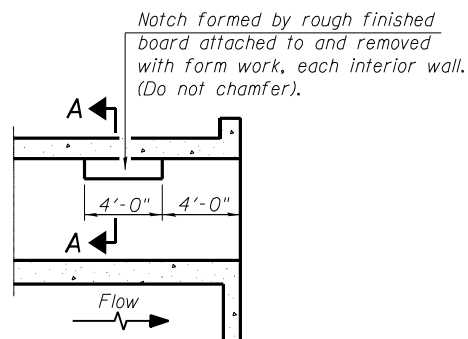 Notch formed by rough finished
board attached to and removed
with form work, each interior wall.
(Do not chamfer).
A
4'-0" 4'-0"
A
Flow